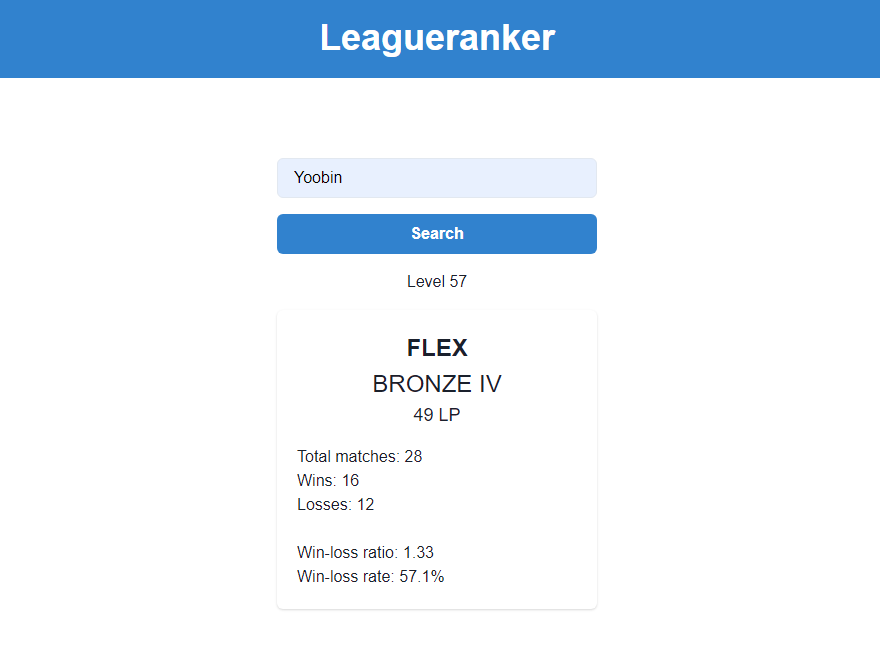 Leagueranker
Yoobin
Search
Level 57
FLEX
BRONZE IV
49 LP
Total matches: 28
Wins: 16
Losses: 12
Win-loss ratio: 1.33
Win-loss rate: 57.1%